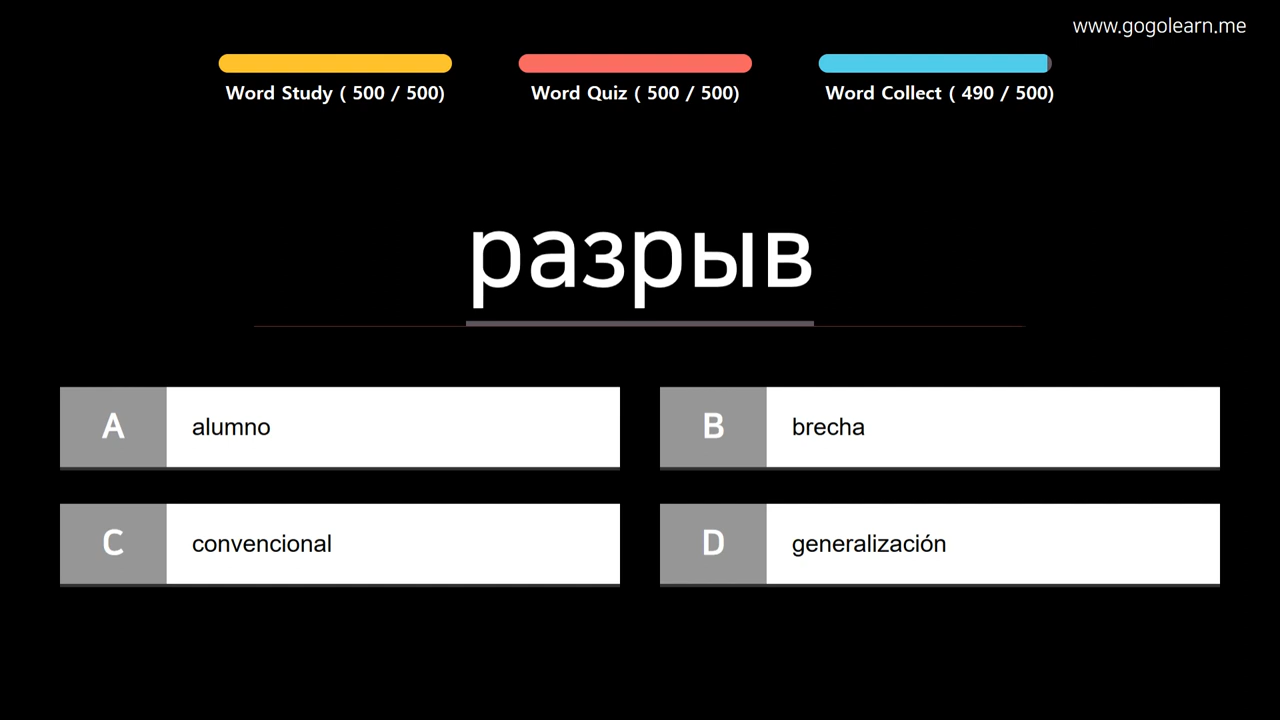 www.gogolearn.me
Word Study ( 500 / 500)
Word Quiz ( 500 / 500)
Word Collect ( 490 / 500)
разрыв
A alumno
B brecha
C convencional
D generalización